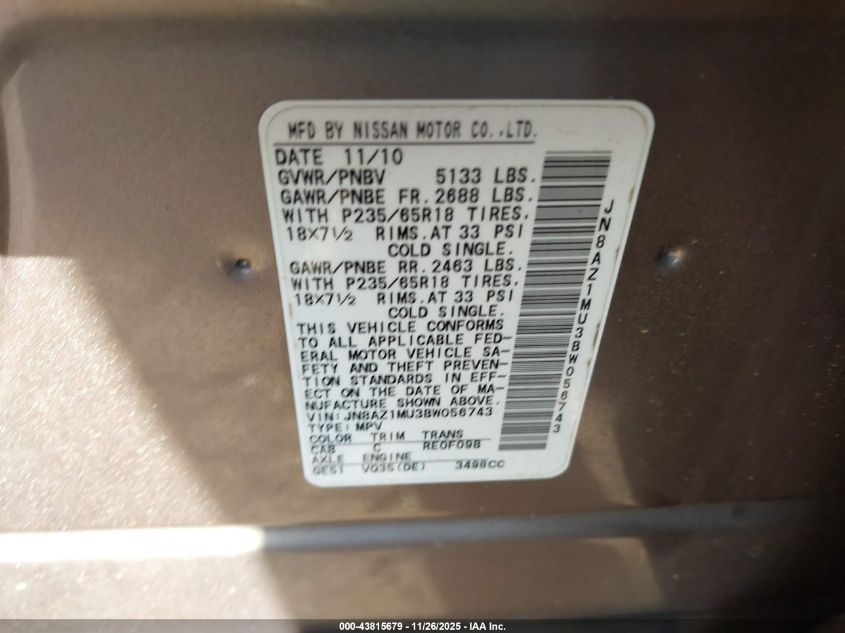 MFD BY NISSAN MOTOR CO.,LTD.
DATE 11/10
GVWR/PNBV 5133 LBS.
GAWR/PNBE FR. 2688 LBS.
WITH P235/65R18 TIRES,
18X7½ RIMS. AT 33 PSI
COLD SINGLE.
GAWR/PNBE RR. 2463 LBS.
WITH P235/65R18 TIRES,
18X7½ RIMS. AT 33 PSI
COLD SINGLE.
THIS VEHICLE CONFORMS
TO ALL APPLICABLE FED-
ERAL MOTOR VEHICLE SA-
FETY AND THEFT PREVEN-
TION STANDARDS IN EFF-
ECT ON THE DATE OF MA-
NUFACTURE SHOWN ABOVE.
VIN: JN8AZ1MU3BW056743
TYPE: MPV
COLOR TRIM TRANS
CAB C RE0F09B
AXLE ENGINE
GES1 VQ35(DE) 3498CC
JN8AZ1MU3BW056743
000-43815679 - 11/26/2025 - IAA Inc.